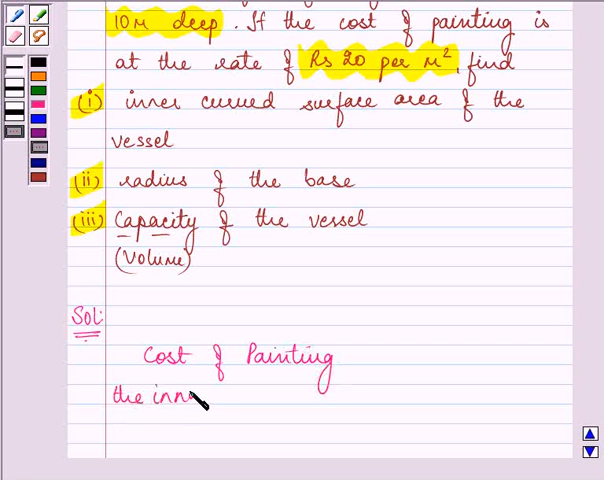 10M deep. If the cost of painting is
at the rate of Rs 20 per M², find
(i) inner curved surface area of the
vessel
(ii) radius of the base
(iii) Capacity of the vessel
(Volume)
Sol:
Cost of Painting
the inn